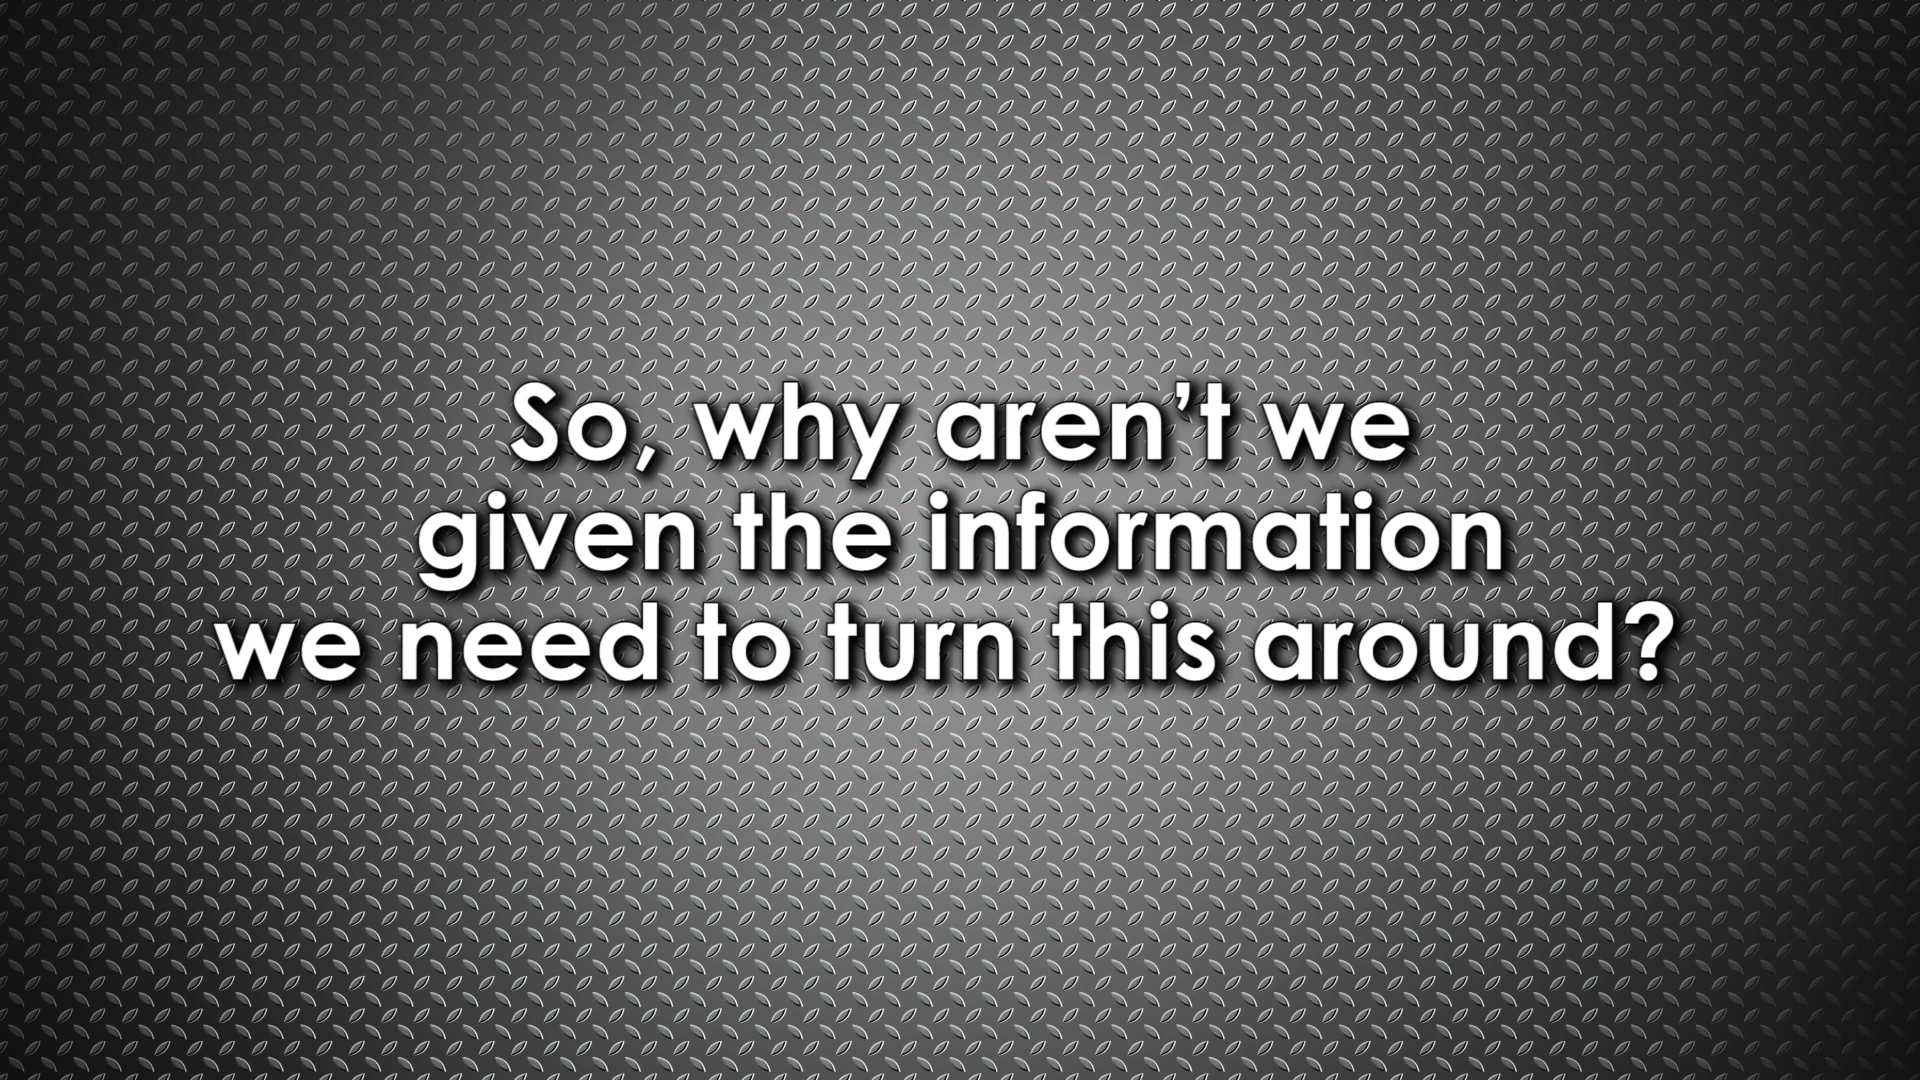 So, why aren’t we
given the information
we need to turn this around?